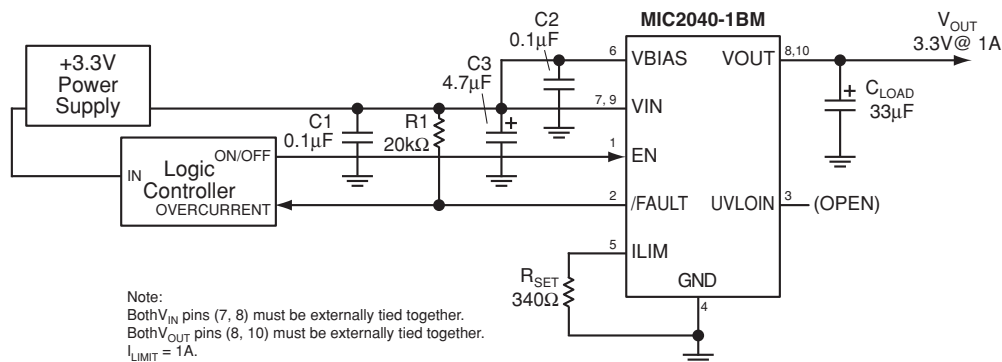 MIC2040-1BM
+3.3V
Power
Supply
C2
0.1µF
C3
4.7µF
6
VBIAS
VOUT
8,10
VOUT
3.3V@ 1A
7, 9
VIN
CLOAD
33µF
+
+
C1
0.1µF
R1
20kΩ
IN
Logic
Controller
ON/OFF
OVERCURRENT
1
EN
2
/FAULT
UVLOIN
3
(OPEN)
5
ILIM
RSET
340Ω
GND
4
Note:
BothVIN pins (7, 8) must be externally tied together.
BothVOUT pins (8, 10) must be externally tied together.
ILIMIT = 1A.